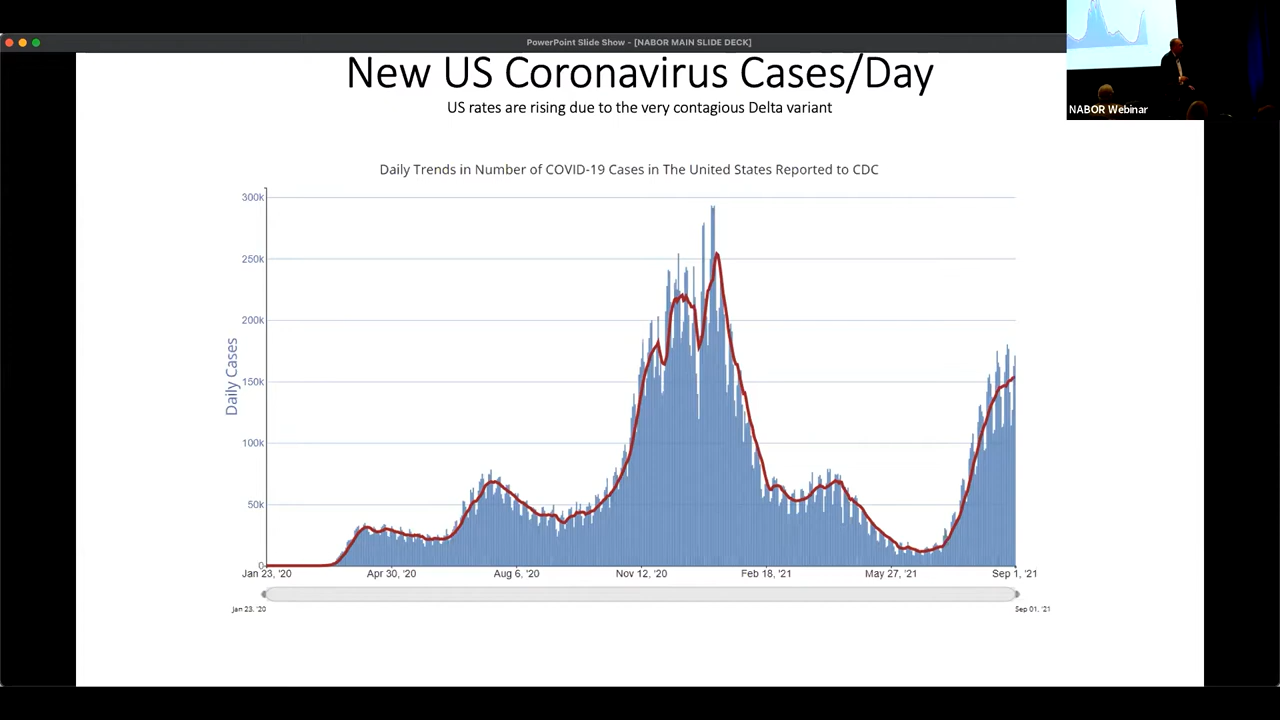 PowerPoint Slide Show - [NABOR MAIN SLIDE DECK]
New US Coronavirus Cases/Day
US rates are rising due to the very contagious Delta variant
NABOR Webinar
Daily Trends in Number of COVID-19 Cases in The United States Reported to CDC
Daily Cases
300k
250k
200k
150k
100k
50k
0
Jan 23, '20 Apr 30, '20 Aug 6, '20 Nov 12, '20 Feb 18, '21 May 27, '21 Sep 1, '21
Jan 23, '20 Sep 01, '21